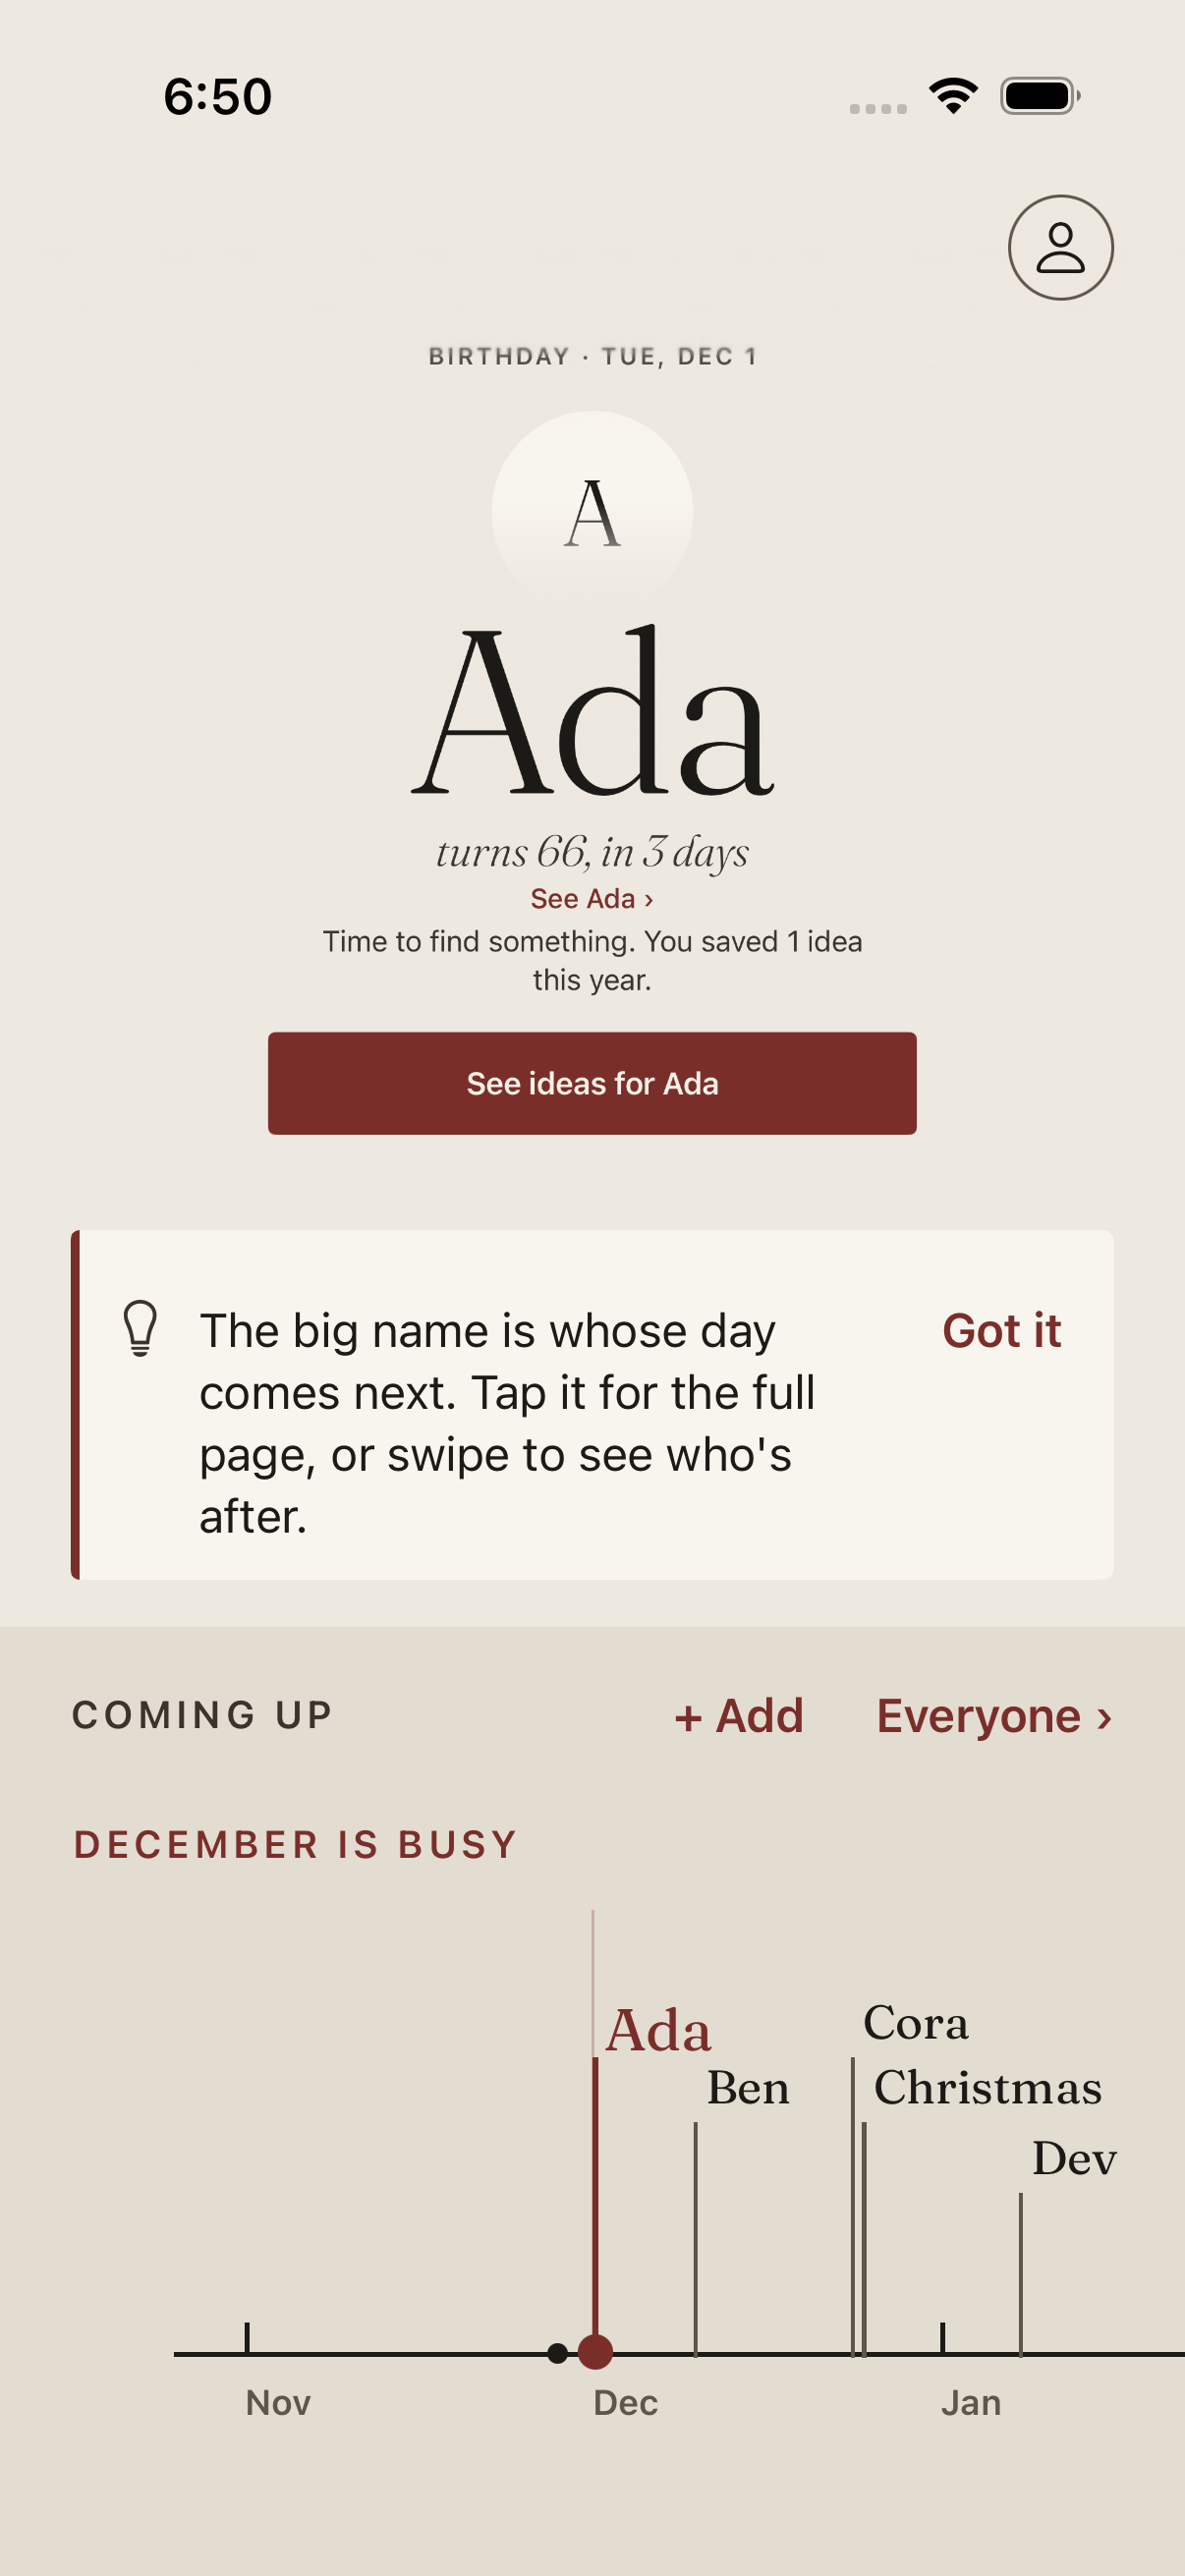 6:50
BIRTHDAY · TUE, DEC 1
A
Ada
turns 66, in 3 days
See Ada ›
Time to find something. You saved 1 idea
this year.
See ideas for Ada
The big name is whose day
comes next. Tap it for the full
page, or swipe to see who's
after.
Got it
COMING UP
+ Add
Everyone ›
DECEMBER IS BUSY
Ada
Cora
Ben
Christmas
Dev
Nov
Dec
Jan